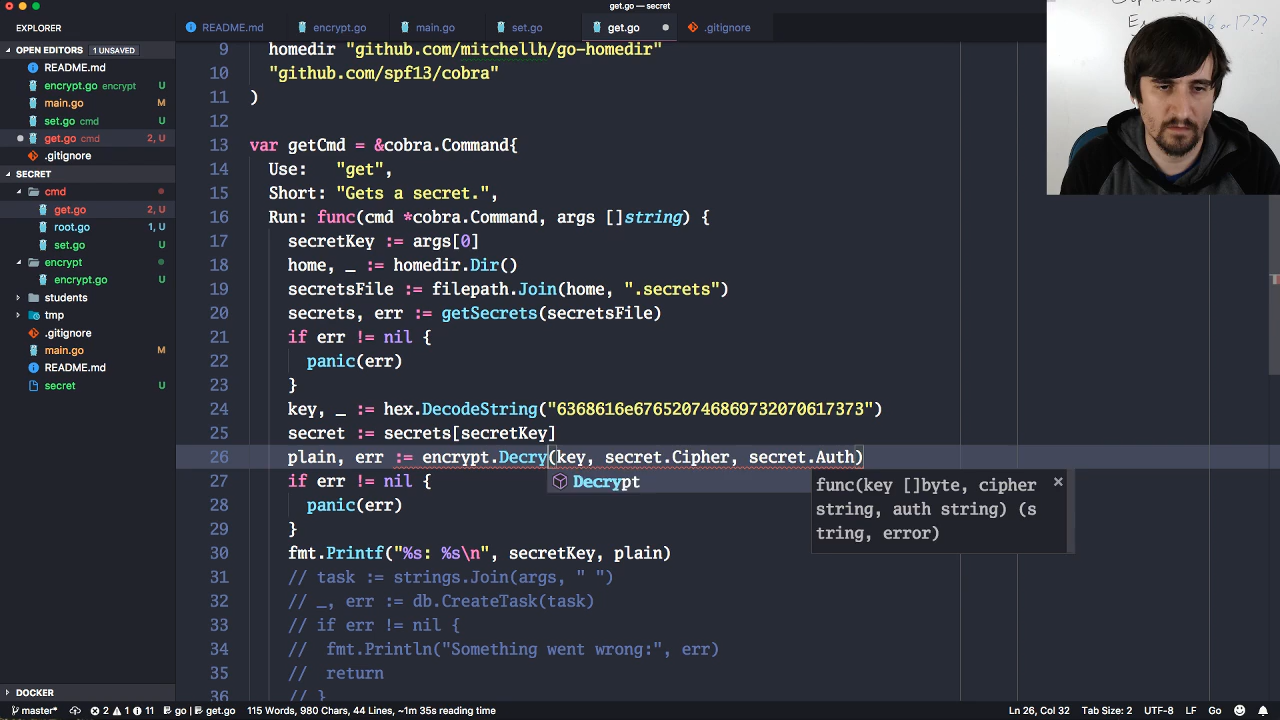 get.go — secret
EXPLORER
README.md
encrypt.go
main.go
set.go
get.go
.gitignore
OPEN EDITORS 1 UNSAVED
README.md
encrypt.go encrypt U
main.go M
set.go cmd U
get.go cmd 2, U
.gitignore
SECRET
cmd
get.go 2, U
root.go 1, U
set.go U
encrypt
encrypt.go U
students
tmp
.gitignore
main.go M
README.md
secret U
DOCKER
9 homedir "github.com/mitchellh/go-homedir"
10 "github.com/spf13/cobra"
11 )
12
13 var getCmd = &cobra.Command{
14 Use: "get",
15 Short: "Gets a secret.",
16 Run: func(cmd *cobra.Command, args []string) {
17 secretKey := args[0]
18 home, _ := homedir.Dir()
19 secretsFile := filepath.Join(home, ".secrets")
20 secrets, err := getSecrets(secretsFile)
21 if err != nil {
22 panic(err)
23 }
24 key, _ := hex.DecodeString("6368616e676520746869732070617373")
25 secret := secrets[secretKey]
26 plain, err := encrypt.Decry(key, secret.Cipher, secret.Auth)
27 if err != nil {
28 panic(err)
29 }
30 fmt.Printf("%s: %s\n", secretKey, plain)
31 // task := strings.Join(args, " ")
32 // _, err := db.CreateTask(task)
33 // if err != nil {
34 // fmt.Println("Something went wrong:", err)
35 // return
36 // }
Decrypt
func(key []byte, cipher
string, auth string) (s
tring, error)
master* 2 1 11 go | get.go 115 Words, 980 Chars, 44 Lines, ~1m 35s reading time Ln 26, Col 32 Tab Size: 2 UTF-8 LF Go